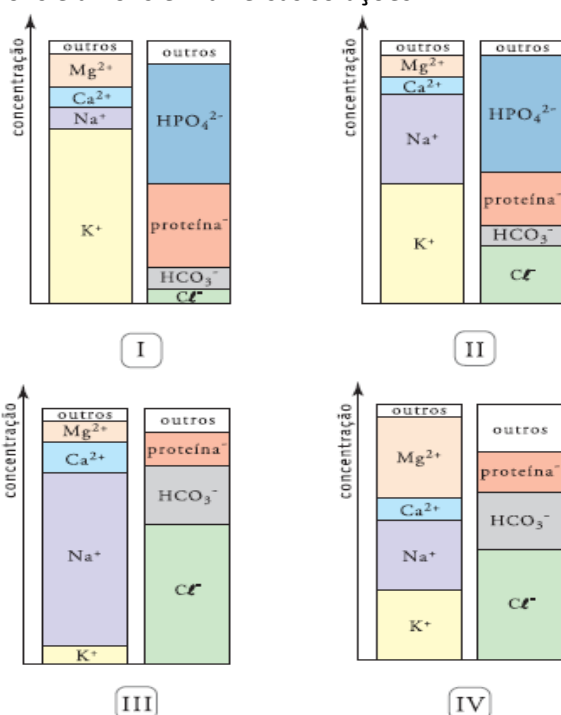 concentração
outros
Mg²⁺
Ca²⁺
Na⁺
K⁺
outros
HPO₄²⁻
proteína⁻
HCO₃⁻
Cℓ⁻
I
concentração
outros
Mg²⁺
Ca²⁺
Na⁺
K⁺
outros
HPO₄²⁻
proteína⁻
HCO₃⁻
Cℓ⁻
II
concentração
outros
Mg²⁺
Ca²⁺
Na⁺
K⁺
outros
proteína⁻
HCO₃⁻
Cℓ⁻
III
concentração
outros
Mg²⁺
Ca²⁺
Na⁺
K⁺
outros
proteína⁻
HCO₃⁻
Cℓ⁻
IV